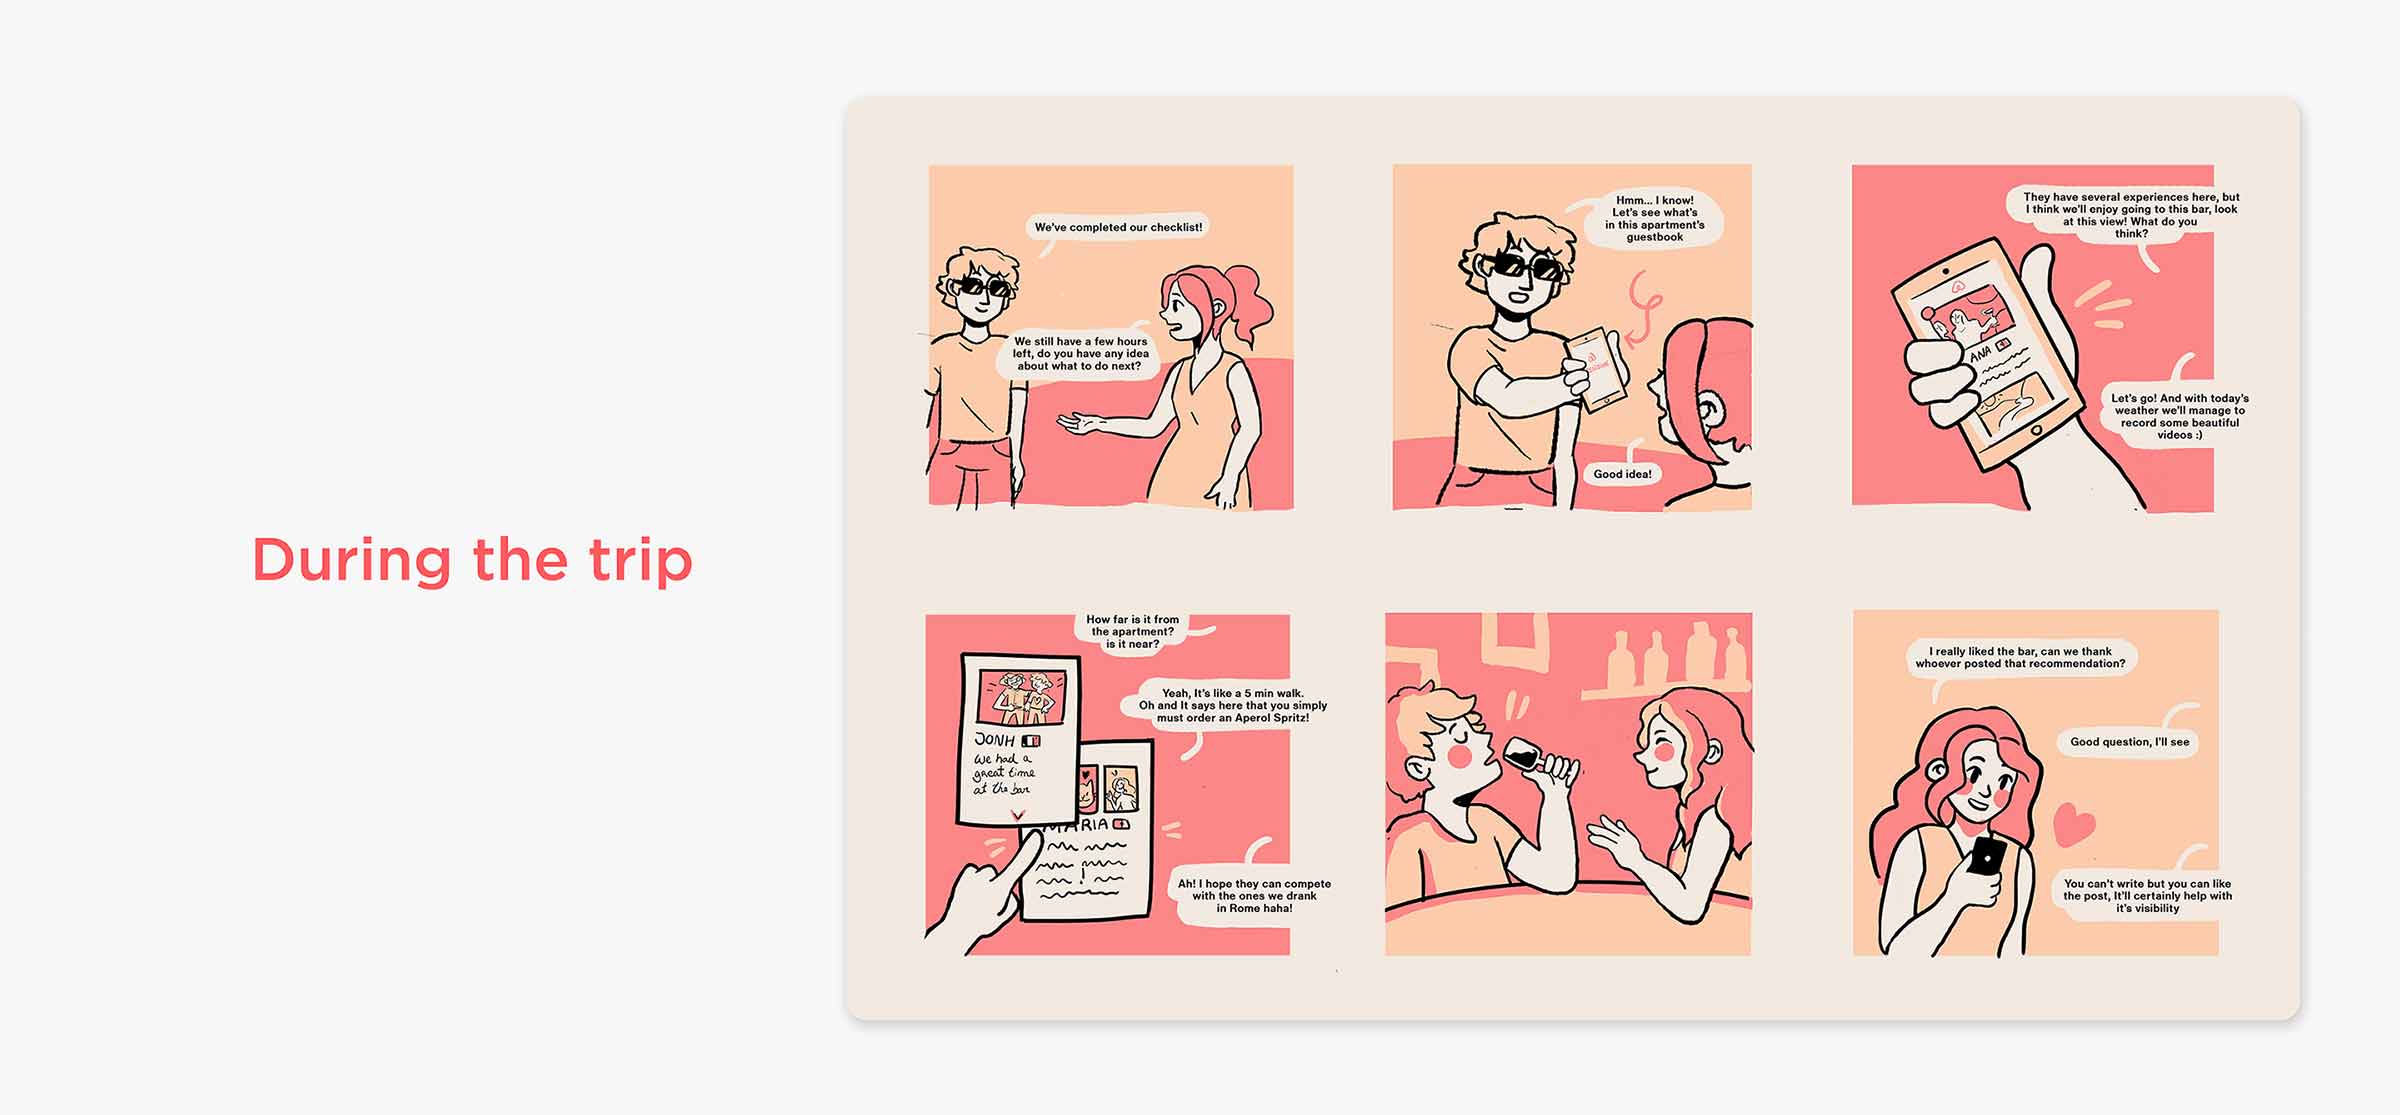 During the trip
We've completed our checklist!
We still have a few hours
left, do you have any idea
about what to do next?
Hmm... I know!
Let's see what's
in this apartment's
guestbook
Good idea!
They have several experiences here, but
I think we'll enjoy going to this bar, look
at this view! What do you
think?
ANA
Let's go! And with today's
weather we'll manage to
record some beautiful
videos :)
How far is it from
the apartment?
is it near?
Yeah, It's like a 5 min walk.
Oh and It says here that you simply
must order an Aperol Spritz!
JONH
we had a
great time
at the bar
MARIA
Ah! I hope they can compete
with the ones we drank
in Rome haha!
I really liked the bar, can we thank
whoever posted that recommendation?
Good question, I'll see
You can't write but you can like
the post, It'll certainly help with
it's visibility